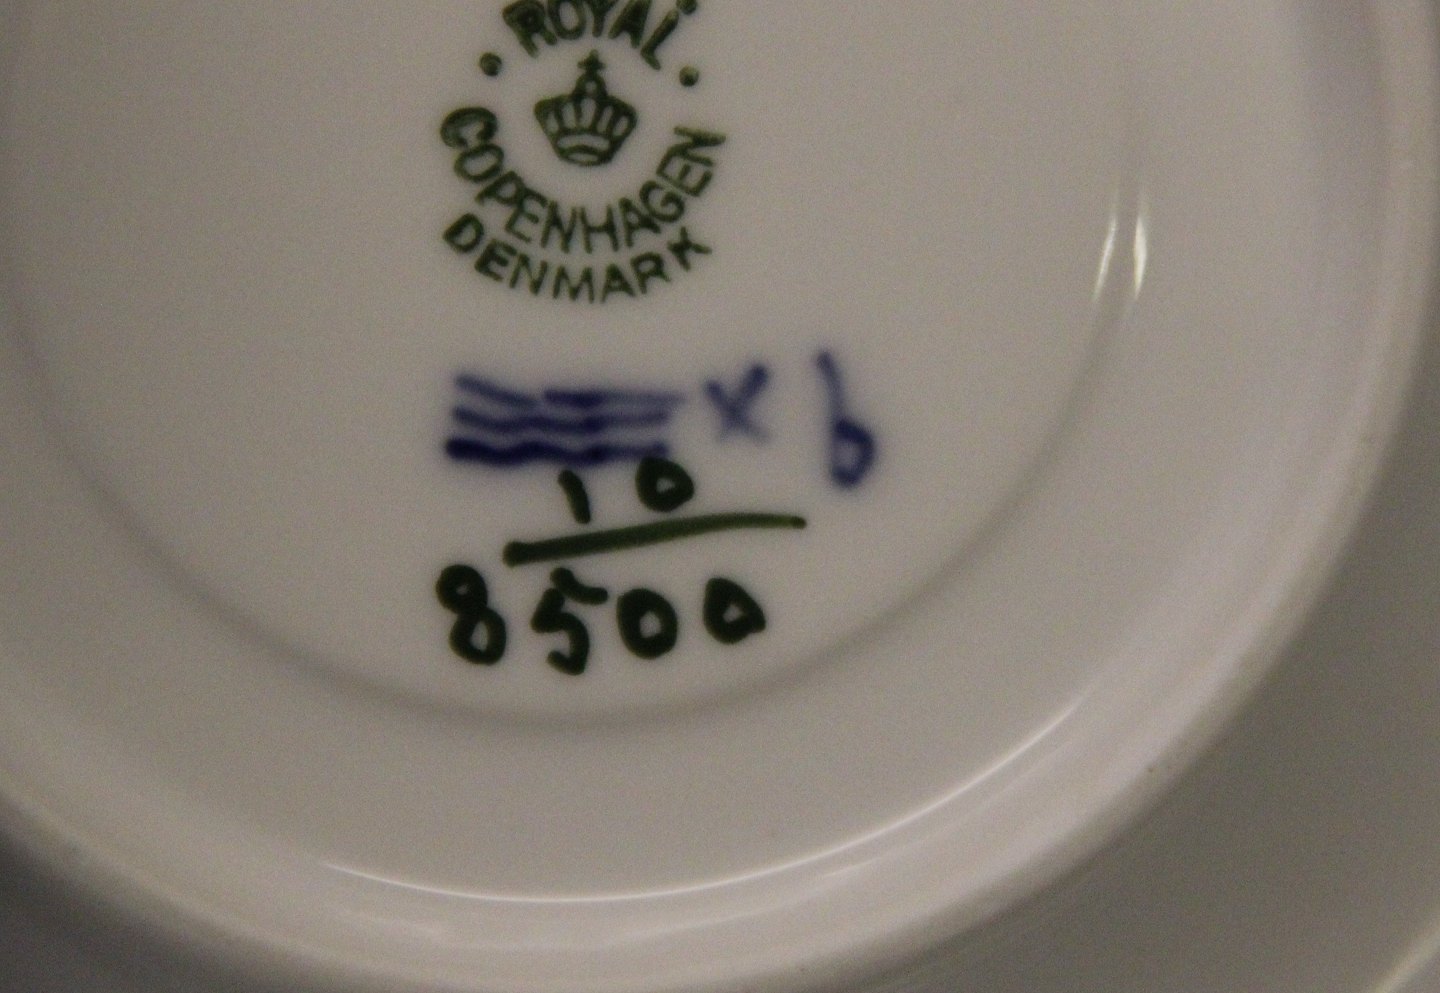 ROYAL
COPENHAGEN
DENMARK
x b
10
8500